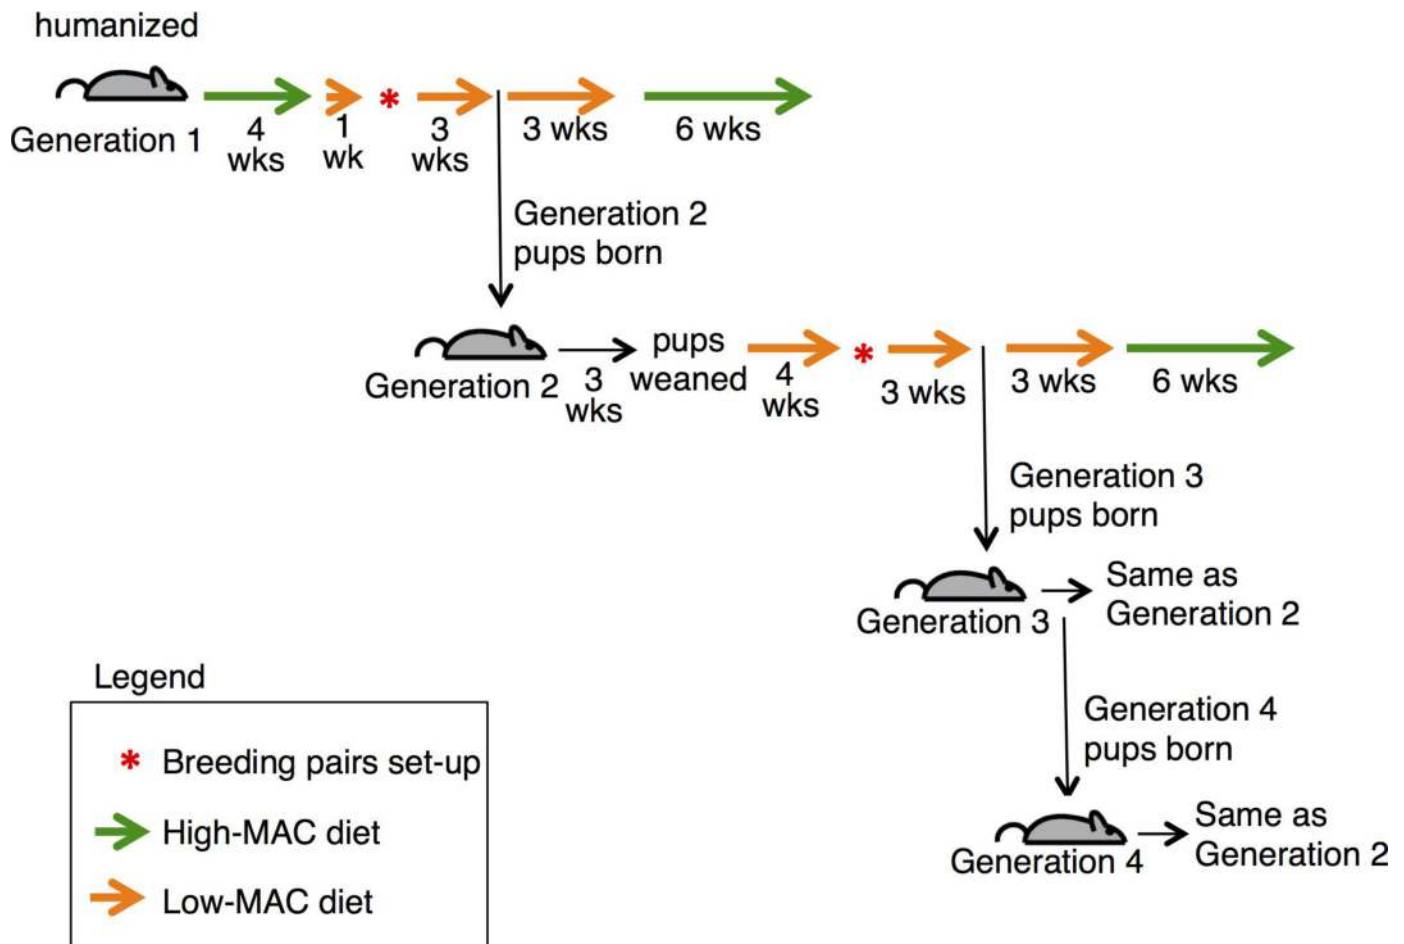 humanized
Generation 1
4
wks
1
wk
*
3
wks
3 wks
6 wks
Generation 2
pups born
Generation 2
3
wks
pups
weaned
4
wks
*
3 wks
3 wks
6 wks
Generation 3
pups born
Generation 3
Same as
Generation 2
Generation 4
pups born
Generation 4
Same as
Generation 2
Legend
* Breeding pairs set-up
High-MAC diet
Low-MAC diet